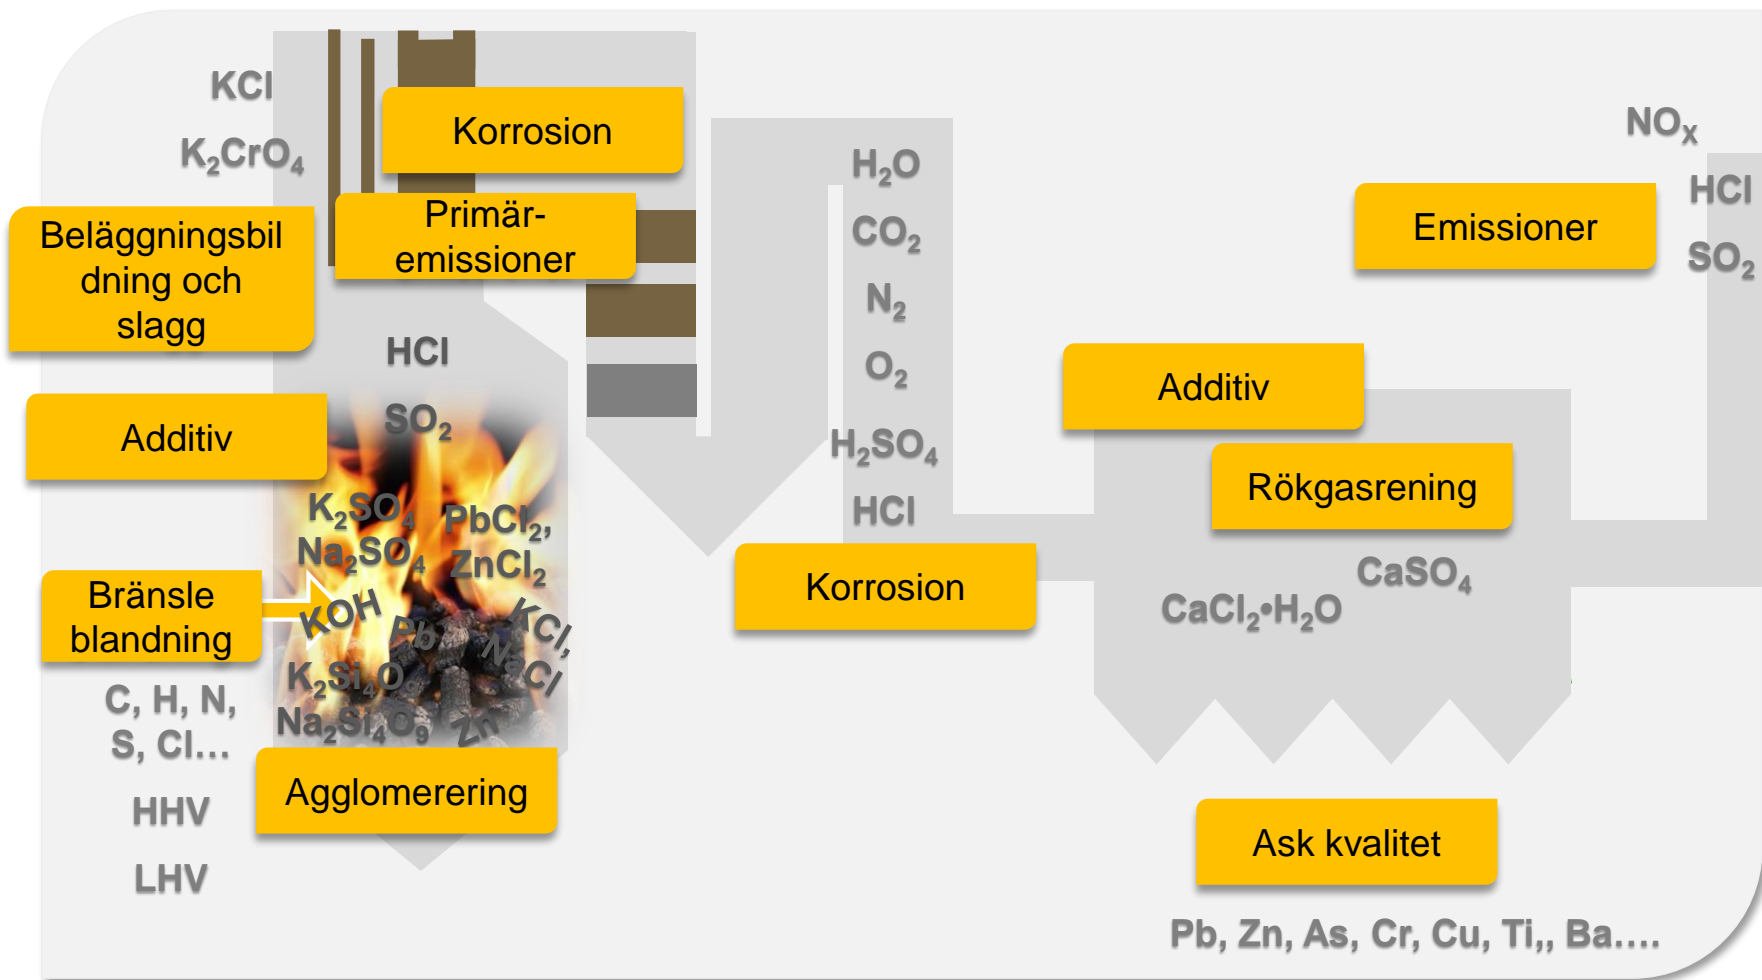 KCl
K₂CrO₄
Korrosion
Primär-
emissioner
Beläggningsbil
dning och
slagg
HCl
SO₂
Additiv
K₂SO₄
Na₂SO₄
PbCl₂,
ZnCl₂
Bränsle
blandning
KOH
Pb
KCl,
NaCl
K₂Si₄O
Na₂Si₄O₉
Zn
C, H, N,
S, Cl...
HHV
LHV
Agglomerering
H₂O
CO₂
N₂
O₂
H₂SO₄
HCl
Korrosion
NOₓ
HCl
SO₂
Emissioner
Additiv
Rökgasrening
CaSO₄
CaCl₂•H₂O
Ask kvalitet
Pb, Zn, As, Cr, Cu, Ti,, Ba....